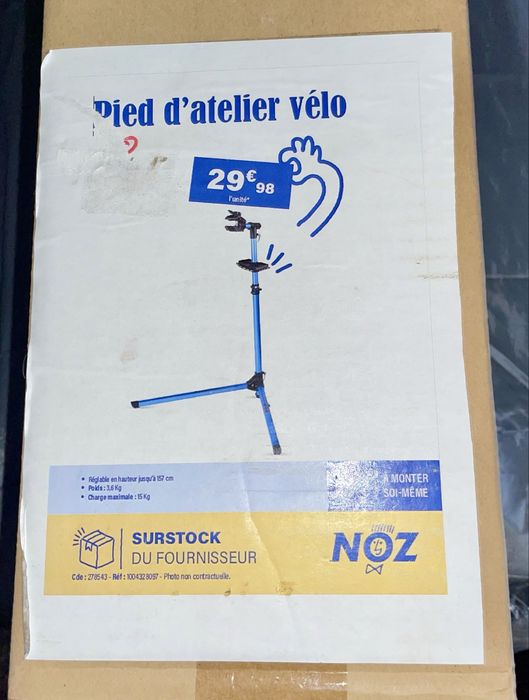 Pied d'atelier vélo
29€98
l'unité*
• Réglable en hauteur jusqu'à 157 cm
• Poids : 3,6 Kg
• Charge maximale : 15 Kg
À MONTER
SOI-MÊME
SURSTOCK
DU FOURNISSEUR
NOZ
Cde : 278543 - Réf : 1004328097 - Photo non contractuelle.